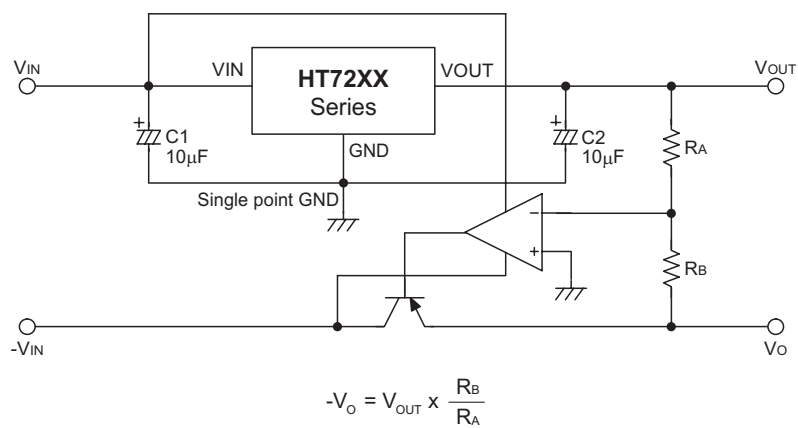 VIN
VIN
HT72XX
Series
VOUT
VOUT
+
C1
10μF
GND
+
C2
10μF
RA
Single point GND
−
+
RB
-VIN
VO
-VO = VOUT x RB
RA